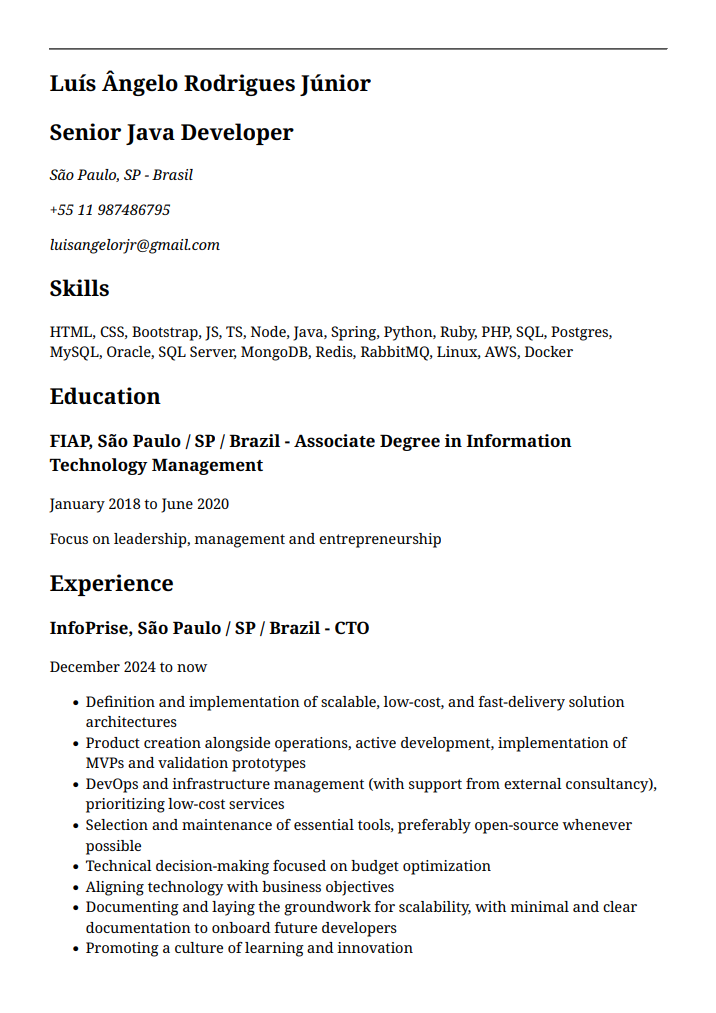 Luís Ângelo Rodrigues Júnior
Senior Java Developer
São Paulo, SP - Brasil
+55 11 987486795
luisangelorjr@gmail.com
Skills
HTML, CSS, Bootstrap, JS, TS, Node, Java, Spring, Python, Ruby, PHP, SQL, Postgres,
MySQL, Oracle, SQL Server, MongoDB, Redis, RabbitMQ, Linux, AWS, Docker
Education
FIAP, São Paulo / SP / Brazil - Associate Degree in Information
Technology Management
January 2018 to June 2020
Focus on leadership, management and entrepreneurship
Experience
InfoPrise, São Paulo / SP / Brazil - CTO
December 2024 to now
• Definition and implementation of scalable, low-cost, and fast-delivery solution
architectures
• Product creation alongside operations, active development, implementation of
MVPs and validation prototypes
• DevOps and infrastructure management (with support from external consultancy),
prioritizing low-cost services
• Selection and maintenance of essential tools, preferably open-source whenever
possible
• Technical decision-making focused on budget optimization
• Aligning technology with business objectives
• Documenting and laying the groundwork for scalability, with minimal and clear
documentation to onboard future developers
• Promoting a culture of learning and innovation